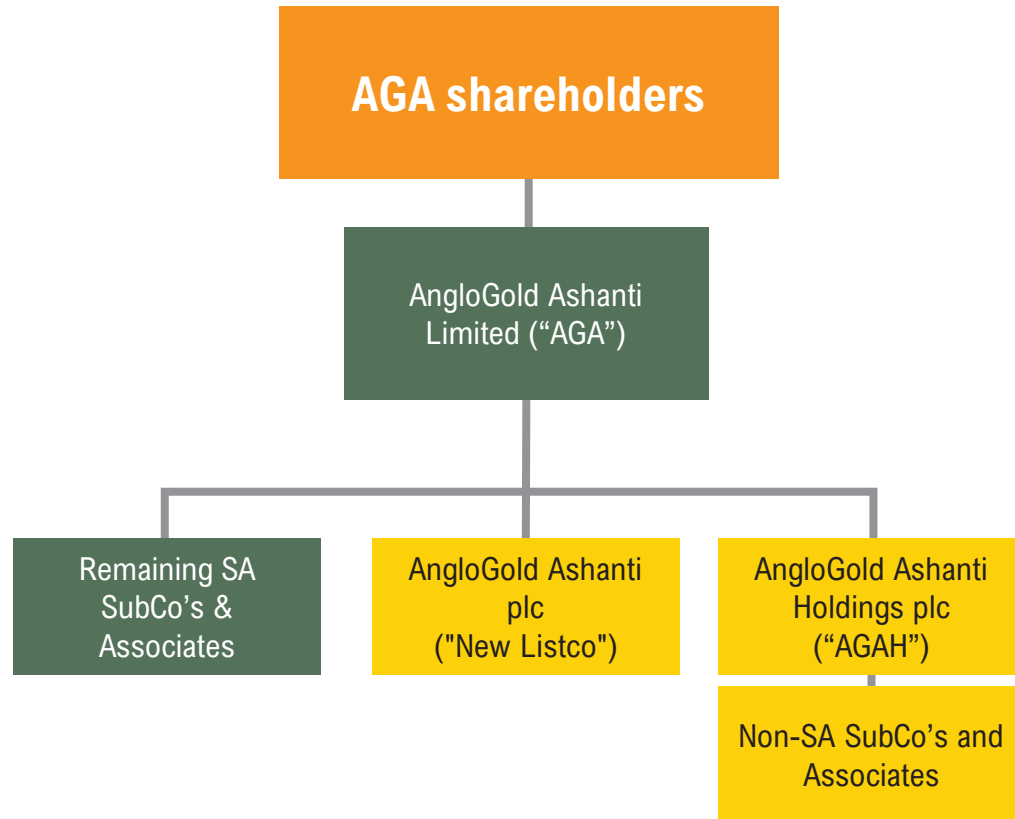 AGA shareholders
AngloGold Ashanti
Limited (“AGA”)
Remaining SA
SubCo’s &
Associates
AngloGold Ashanti
plc
("New Listco")
AngloGold Ashanti
Holdings plc
(“AGAH”)
Non-SA SubCo’s and
Associates